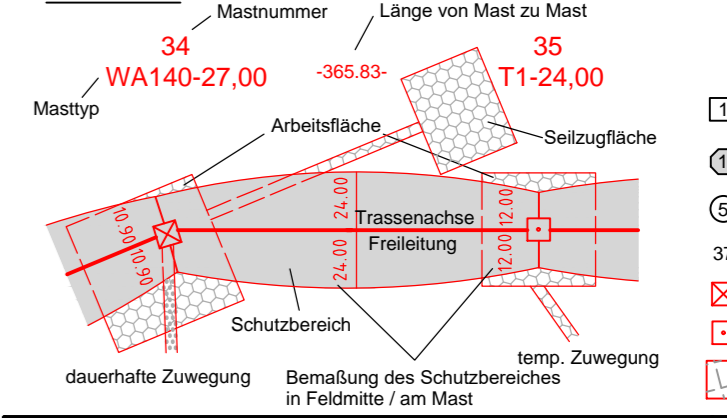 Mastnummer
Länge von Mast zu Mast
34
35
WA140-27,00
-365.83-
T1-24,00
Masttyp
Arbeitsfläche
Seilzugfläche
1
1
5
37
10.90
10.90
24.00
24.00
12.00
12.00
Trassenachse
Freileitung
Schutzbereich
dauerhafte Zuwegung
temp. Zuwegung
Bemaßung des Schutzbereiches
in Feldmitte / am Mast